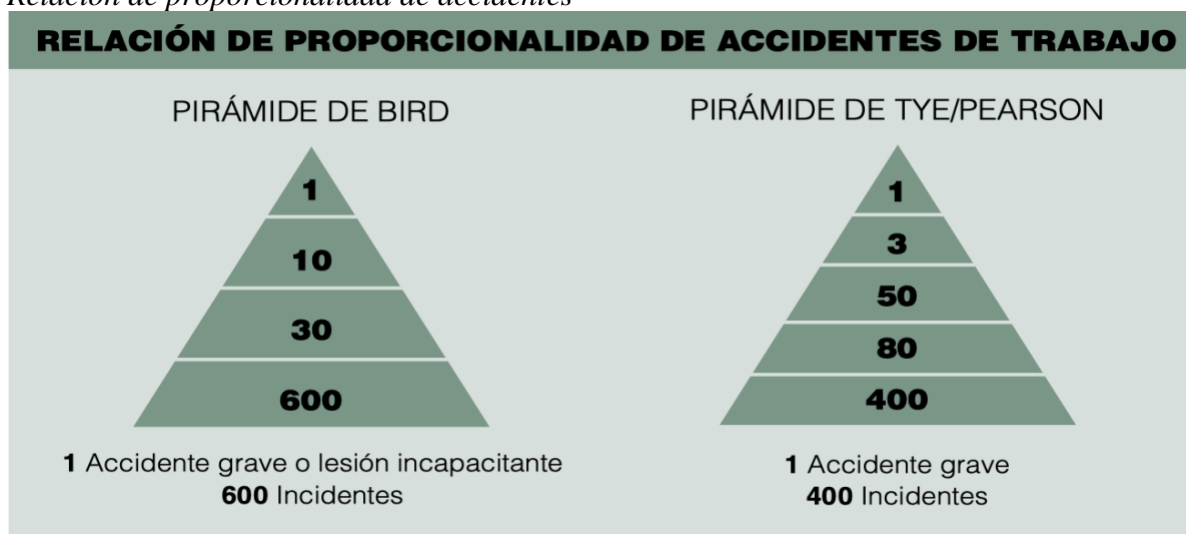 Relación de proporcionalidad de accidentes
RELACIÓN DE PROPORCIONALIDAD DE ACCIDENTES DE TRABAJO
PIRÁMIDE DE BIRD
1
10
30
600
1 Accidente grave o lesión incapacitante
600 Incidentes
PIRÁMIDE DE TYE/PEARSON
1
3
50
80
400
1 Accidente grave
400 Incidentes